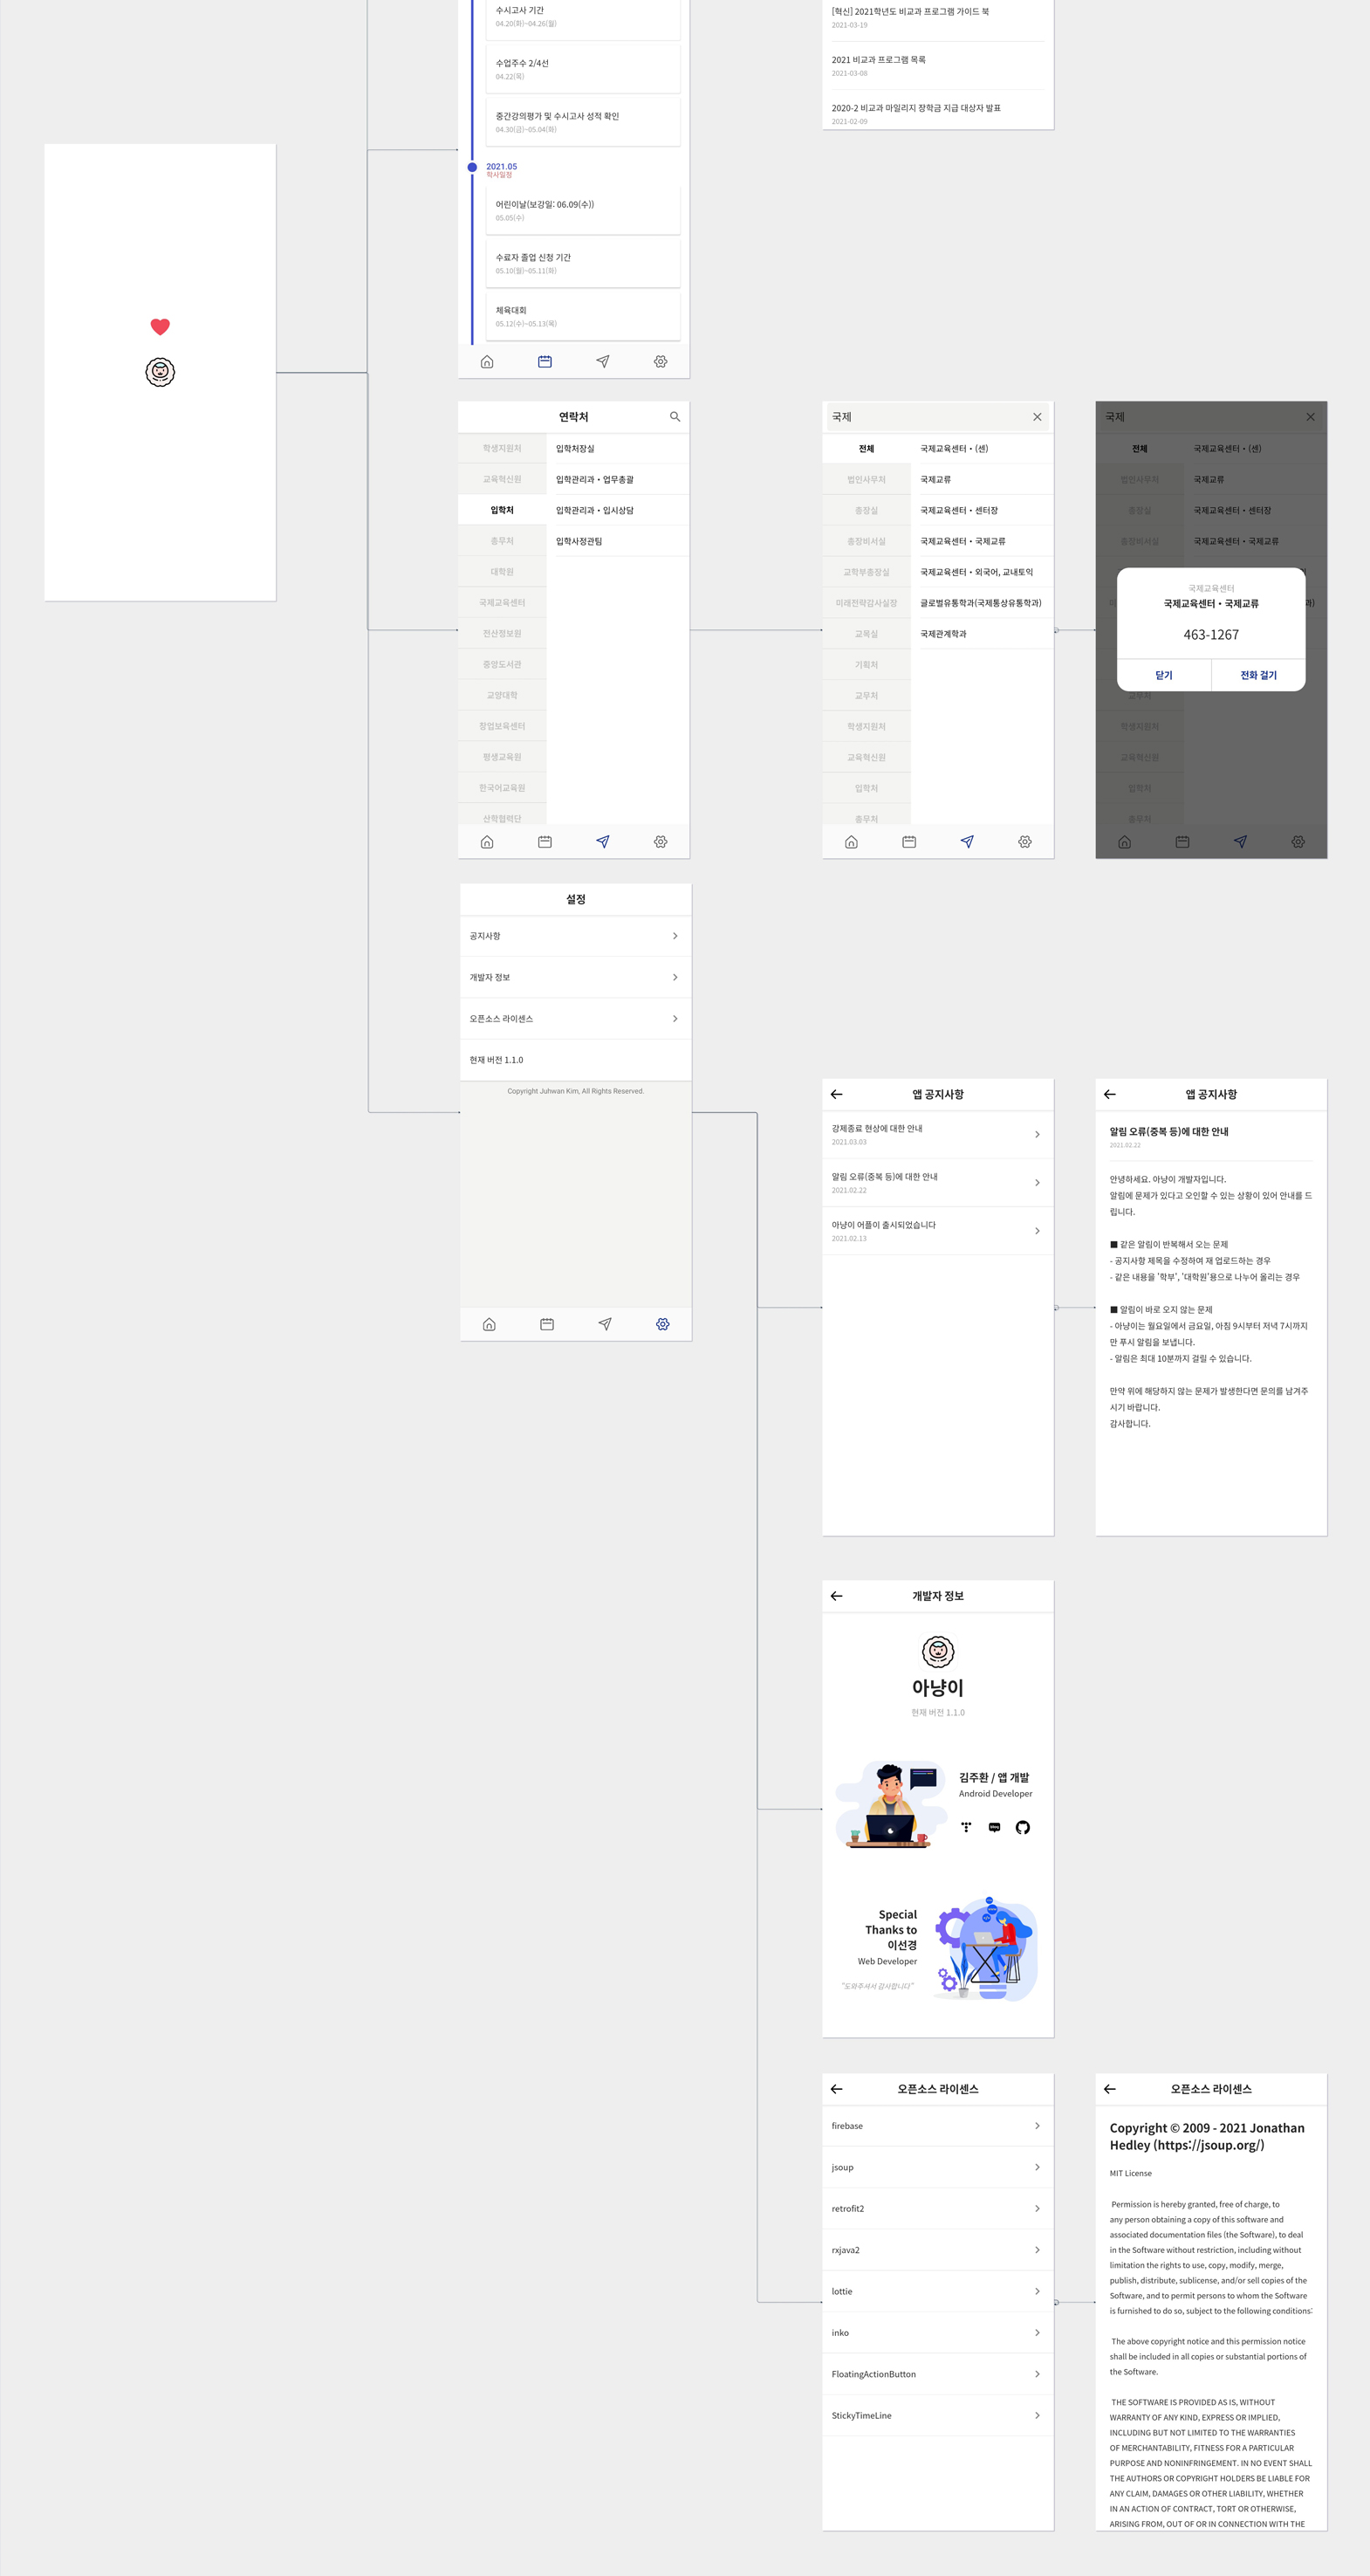 수시고사 기간
04.20(화)~04.26(월)
수업주수 2/4선
04.22(목)
중간강의평가 및 수시고사 성적 확인
04.30(금)~05.04(화)
2021.05
학사일정
어린이날(보강일: 06.09(수))
05.05(수)
수료자 졸업 신청 기간
05.10(월)~05.11(화)
체육대회
05.12(수)~05.13(목)
[혁신] 2021학년도 비교과 프로그램 가이드 북
2021-03-19
2021 비교과 프로그램 목록
2021-03-08
2020-2 비교과 마일리지 장학금 지급 대상자 발표
2021-02-09
연락처
학생지원처
교육혁신원
입학처
총무처
대학원
국제교육센터
전산정보원
중앙도서관
교양대학
창업보육센터
평생교육원
한국어교육원
산학협력단
입학처장실
입학관리과 • 업무총괄
입학관리과 • 입시상담
입학사정관팀
국제
전체
법인사무처
총장실
총장비서실
교학부총장실
미래전략감사실장
교목실
기획처
교무처
학생지원처
교육혁신원
입학처
총무처
국제교육센터 • (센)
국제교류
국제교육센터 • 센터장
국제교육센터 • 국제교류
국제교육센터 • 외국어, 교내토익
글로벌유통학과(국제통상유통학과)
국제관계학과
국제
전체
법인사무처
총장실
총장비서실
국제교육센터 • (센)
국제교류
국제교육센터 • 센터장
국제교육센터 • 국제교류
국제교육센터
국제교육센터 • 국제교류
463-1267
닫기
전화 걸기
교무처
학생지원처
교육혁신원
입학처
총무처
설정
공지사항
개발자 정보
오픈소스 라이센스
현재 버전 1.1.0
Copyright Juhwan Kim, All Rights Reserved.
앱 공지사항
강제종료 현상에 대한 안내
2021.03.03
알림 오류(중복 등)에 대한 안내
2021.02.22
아냥이 어플이 출시되었습니다
2021.02.13
앱 공지사항
알림 오류(중복 등)에 대한 안내
2021.02.22
안녕하세요. 아냥이 개발자입니다.
알림에 문제가 있다고 오인할 수 있는 상황이 있어 안내를 드
립니다.
■ 같은 알림이 반복해서 오는 문제
- 공지사항 제목을 수정하여 재 업로드하는 경우
- 같은 내용을 '학부', '대학원'용으로 나누어 올리는 경우
■ 알림이 바로 오지 않는 문제
- 아냥이는 월요일에서 금요일, 아침 9시부터 저녁 7시까지
만 푸시 알림을 보냅니다.
- 알림은 최대 10분까지 걸릴 수 있습니다.
만약 위에 해당하지 않는 문제가 발생한다면 문의를 남겨주
시기 바랍니다.
감사합니다.
개발자 정보
아냥이
현재 버전 1.1.0
김주환 / 앱 개발
Android Developer
Special
Thanks to
이선경
Web Developer
"도와주셔서 감사합니다"
오픈소스 라이센스
firebase
jsoup
retrofit2
rxjava2
lottie
inko
FloatingActionButton
StickyTimeLine
오픈소스 라이센스
Copyright © 2009 - 2021 Jonathan
Hedley (https://jsoup.org/)
MIT License
Permission is hereby granted, free of charge, to
any person obtaining a copy of this software and
associated documentation files (the Software), to deal
in the Software without restriction, including without
limitation the rights to use, copy, modify, merge,
publish, distribute, sublicense, and/or sell copies of the
Software, and to permit persons to whom the Software
is furnished to do so, subject to the following conditions:
The above copyright notice and this permission notice
shall be included in all copies or substantial portions of
the Software.
THE SOFTWARE IS PROVIDED AS IS, WITHOUT
WARRANTY OF ANY KIND, EXPRESS OR IMPLIED,
INCLUDING BUT NOT LIMITED TO THE WARRANTIES
OF MERCHANTABILITY, FITNESS FOR A PARTICULAR
PURPOSE AND NONINFRINGEMENT. IN NO EVENT SHALL
THE AUTHORS OR COPYRIGHT HOLDERS BE LIABLE FOR
ANY CLAIM, DAMAGES OR OTHER LIABILITY, WHETHER
IN AN ACTION OF CONTRACT, TORT OR OTHERWISE,
ARISING FROM, OUT OF OR IN CONNECTION WITH THE